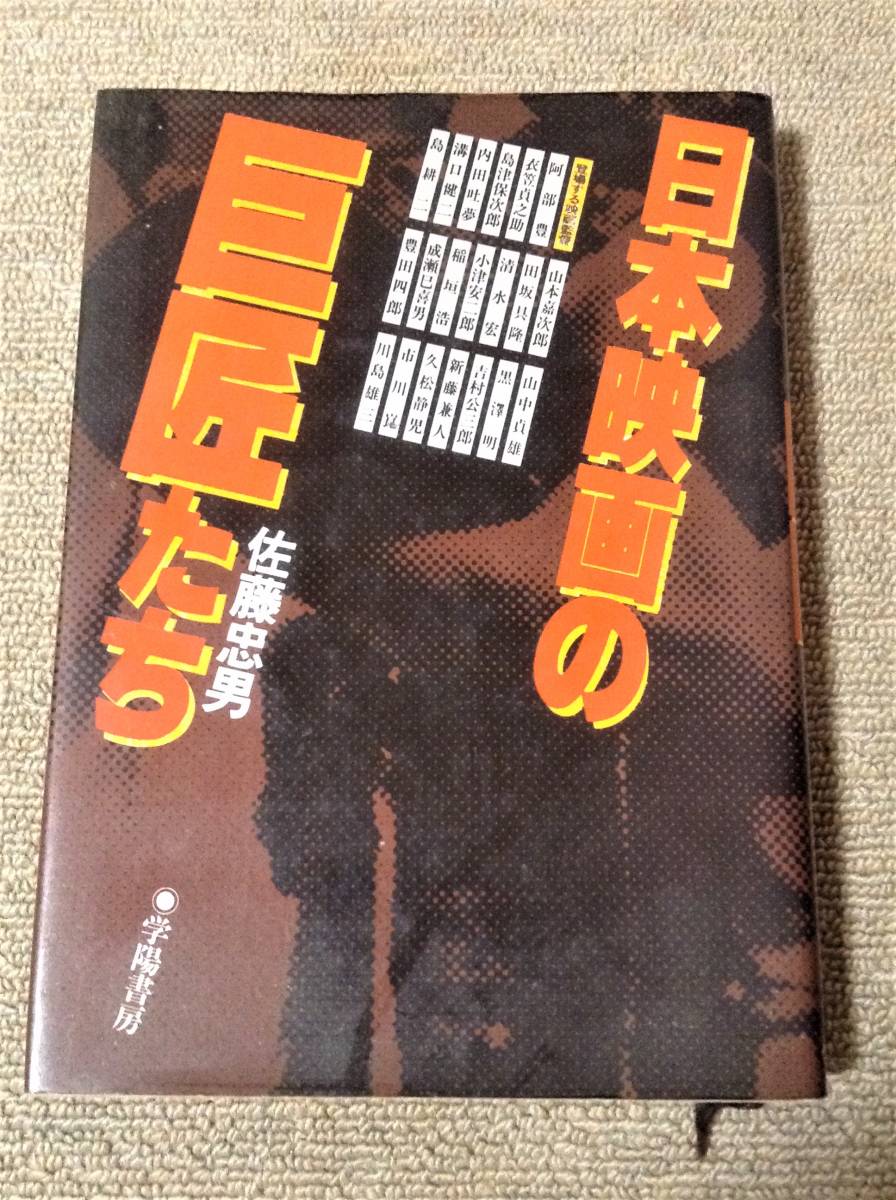 日本映画の
巨匠たち
登場する映画監督
阿部豊
衣笠貞之助
島津保次郎
内田吐夢
溝口健二
島耕二
山本嘉次郎
田坂具隆
清水宏
小津安二郎
稲垣浩
成瀬巳喜男
豊田四郎
山中貞雄
黒澤明
吉村公三郎
新藤兼人
久松静児
市川崑
川島雄三
佐藤忠男
◉学陽書房